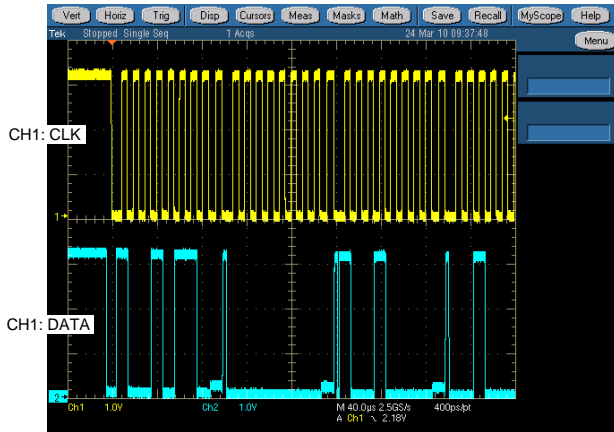 Vert Horiz Trig Disp Cursors Meas Masks Math Save Recall MyScope Help
Tek Stopped Single Seq 1 Acqs 24 Mar 10 09:37:48
Menu
CH1: CLK
1
CH1: DATA
2
Ch1 1.0V Ch2 1.0V M 40.0µs 2.5GS/s 400ps/pt
A Ch1 \ 2.18V